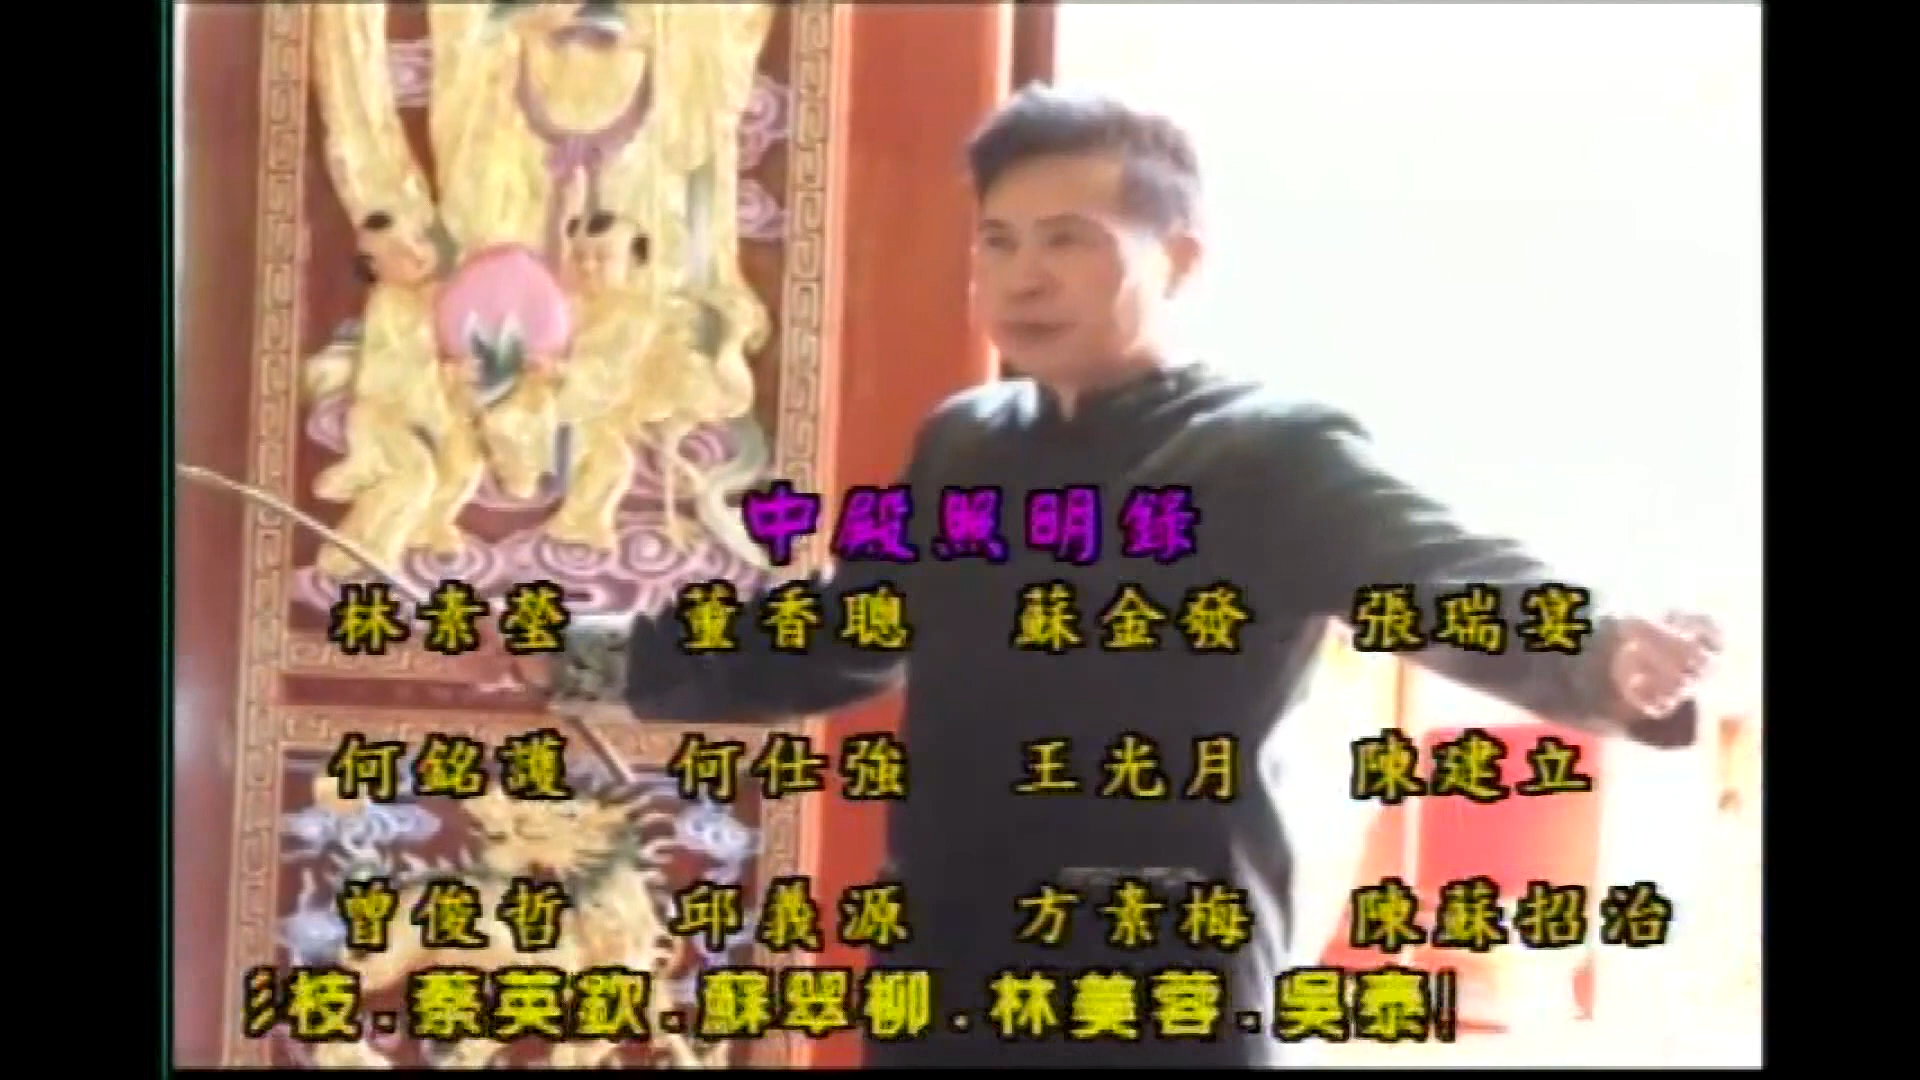 中殿照明錄
林素瑩 董香聰 蘇金發 張瑞宴
何銘護 何仕強 王光月 陳建立
曾俊哲 邱義源 方素梅 陳蘇招治
枝.蔡英欽.蘇翠柳.林美蓉.吳泰